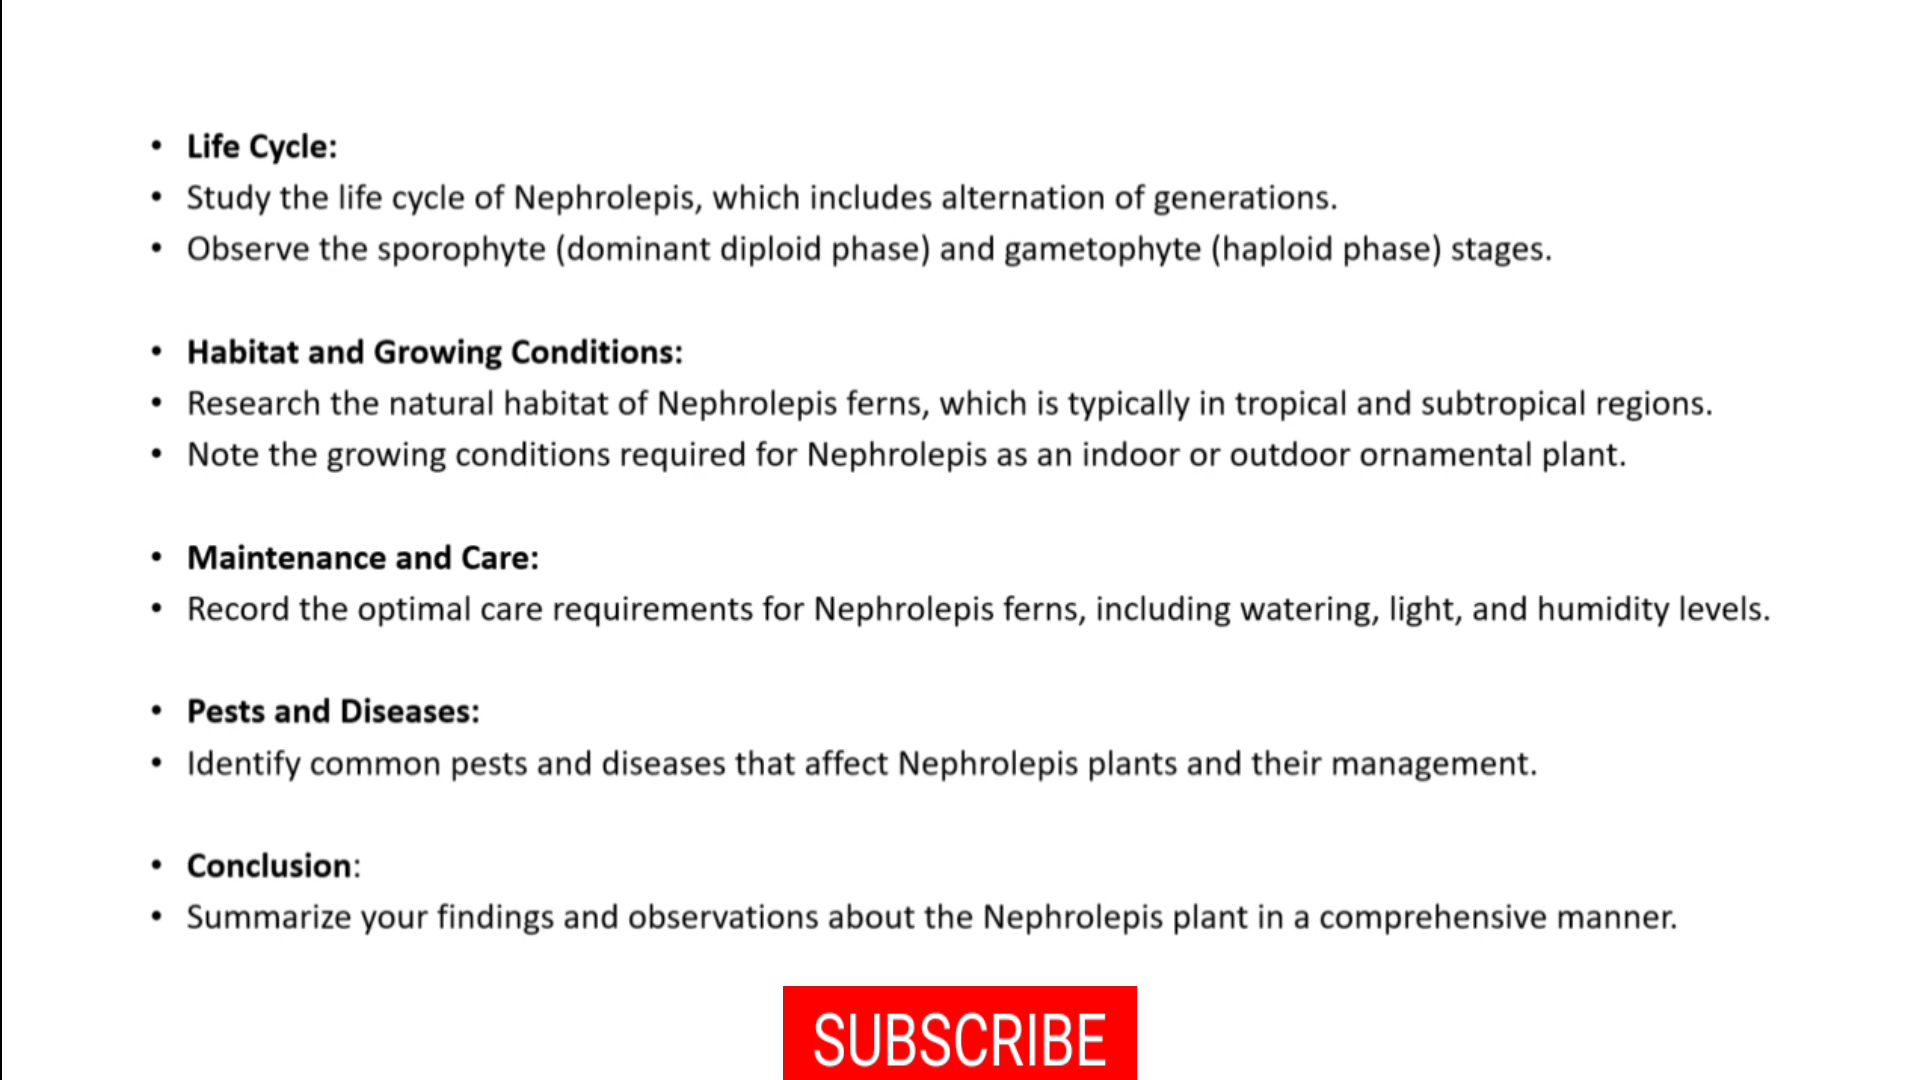 • Life Cycle:
• Study the life cycle of Nephrolepis, which includes alternation of generations.
• Observe the sporophyte (dominant diploid phase) and gametophyte (haploid phase) stages.
• Habitat and Growing Conditions:
• Research the natural habitat of Nephrolepis ferns, which is typically in tropical and subtropical regions.
• Note the growing conditions required for Nephrolepis as an indoor or outdoor ornamental plant.
• Maintenance and Care:
• Record the optimal care requirements for Nephrolepis ferns, including watering, light, and humidity levels.
• Pests and Diseases:
• Identify common pests and diseases that affect Nephrolepis plants and their management.
• Conclusion:
• Summarize your findings and observations about the Nephrolepis plant in a comprehensive manner.
SUBSCRIBE